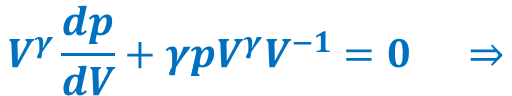 V^γ dp/dV + γpV^γV^−1 = 0 ⇒